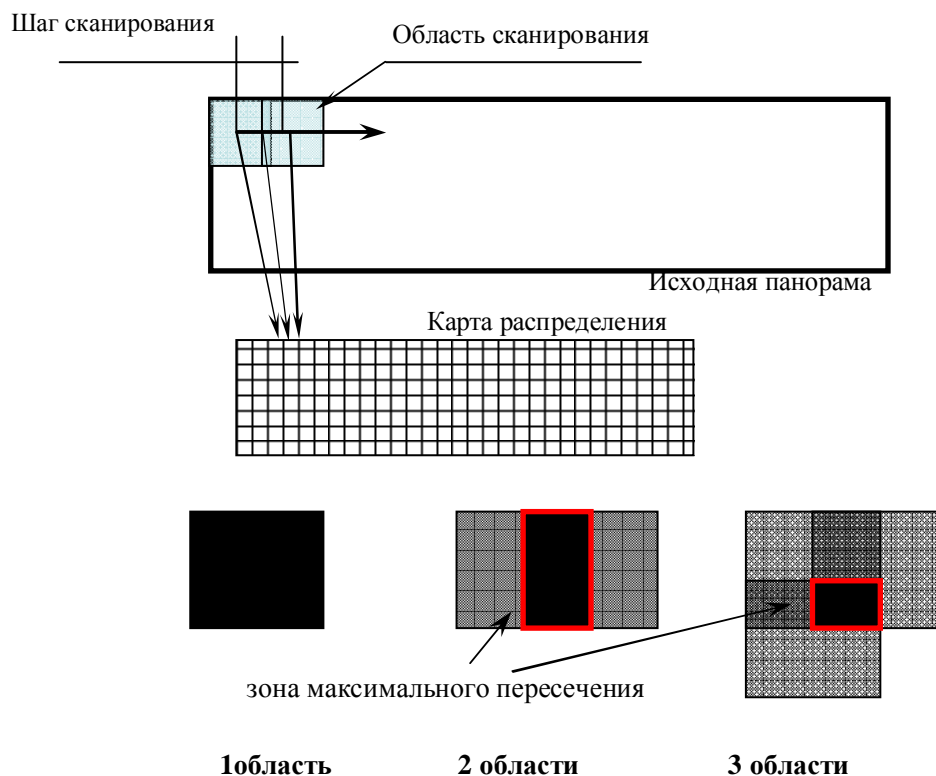 Шаг сканирования
Область сканирования
Исходная панорама
Карта распределения
зона максимального пересечения
1область
2 области
3 области